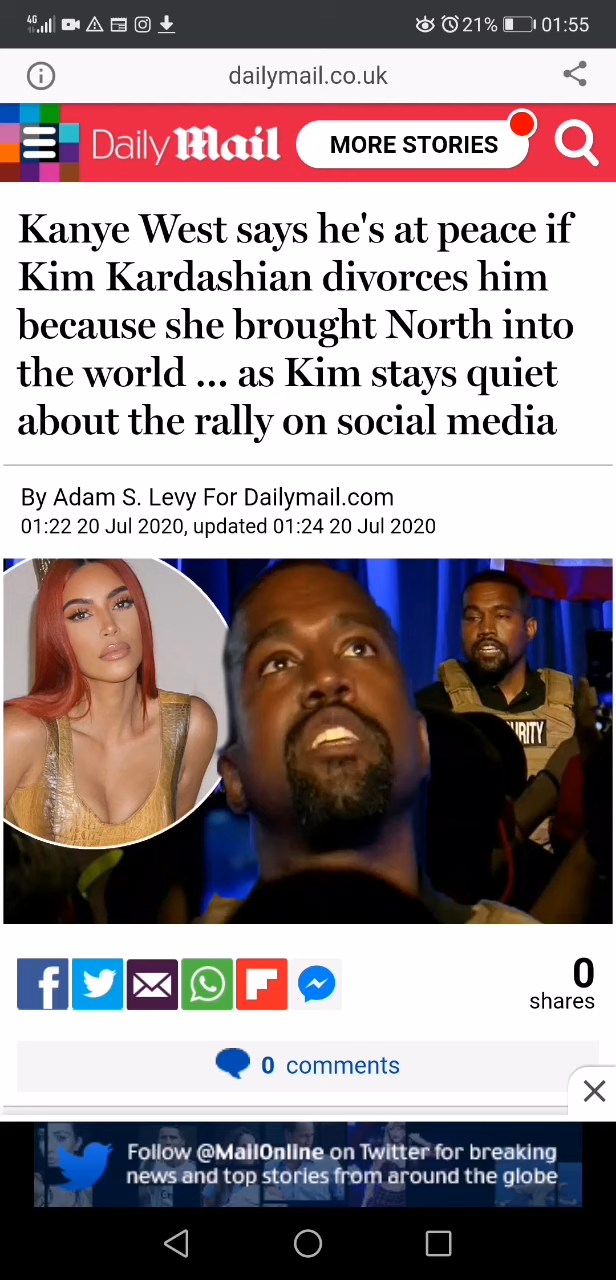 4G
21% 01:55
dailymail.co.uk
Daily Mail MORE STORIES
Kanye West says he's at peace if
Kim Kardashian divorces him
because she brought North into
the world ... as Kim stays quiet
about the rally on social media
By Adam S. Levy For Dailymail.com
01:22 20 Jul 2020, updated 01:24 20 Jul 2020
URITY
0
shares
0 comments
Follow @MailOnline on Twitter for breaking
news and top stories from around the globe